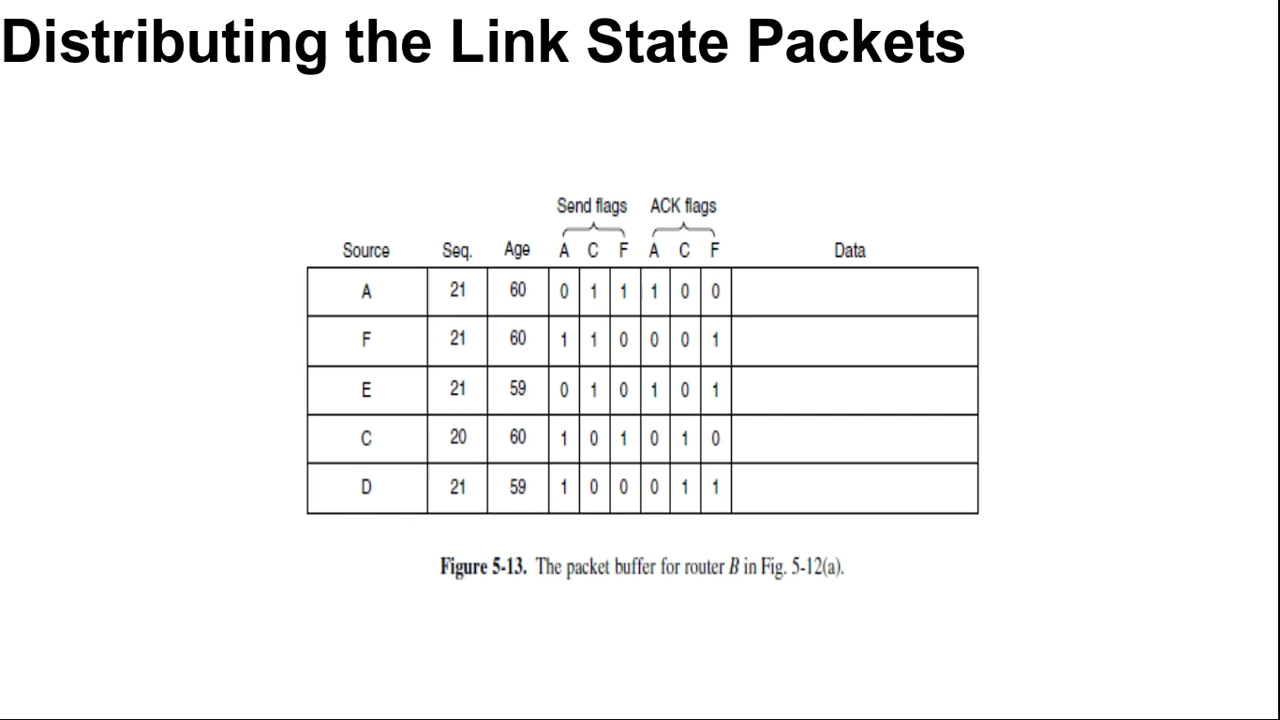 Distributing the Link State Packets
Send flags ACK flags
Source Seq. Age A C F A C F Data
A 21 60 0 1 1 1 0 0
F 21 60 1 1 0 0 0 1
E 21 59 0 1 0 1 0 1
C 20 60 1 0 1 0 1 0
D 21 59 1 0 0 0 1 1
Figure 5-13. The packet buffer for router B in Fig. 5-12(a).